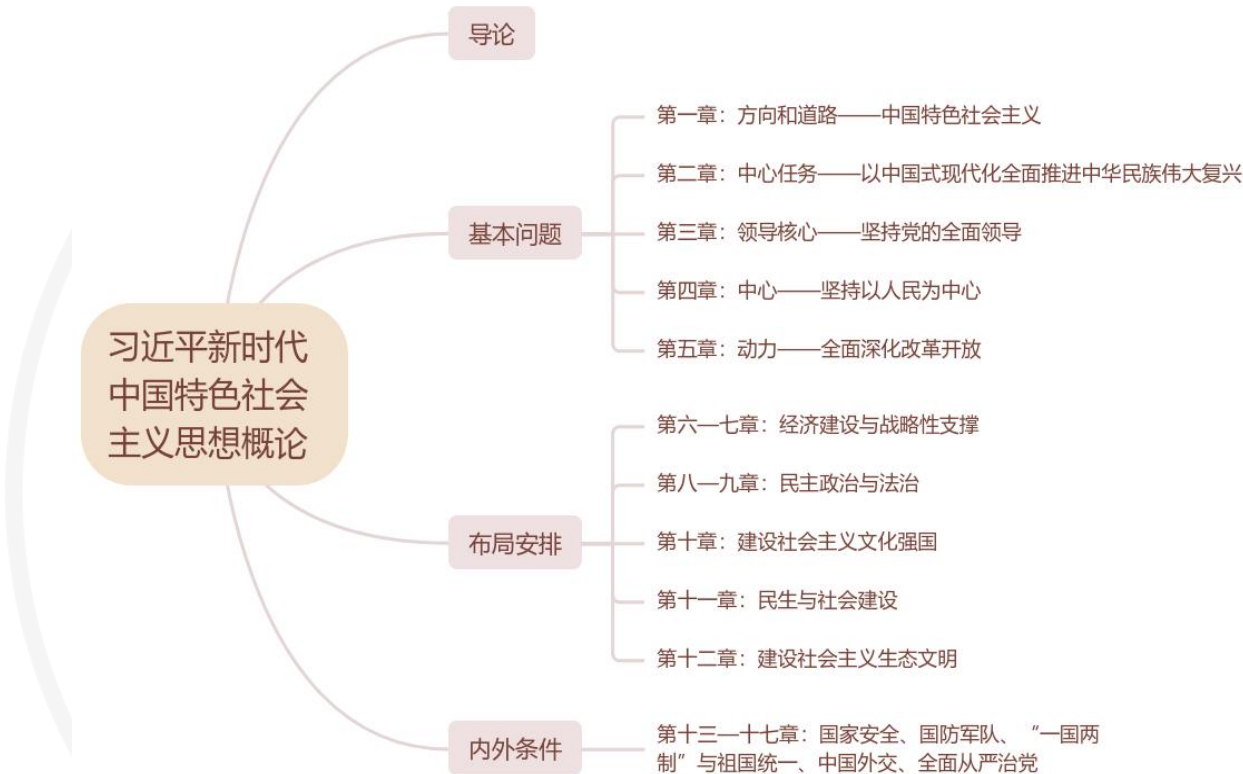 导论
第一章：方向和道路——中国特色社会主义
第二章：中心任务——以中国式现代化全面推进中华民族伟大复兴
基本问题
第三章：领导核心——坚持党的全面领导
第四章：中心——坚持以人民为中心
第五章：动力——全面深化改革开放
习近平新时代
中国特色社会
主义思想概论
第六—七章：经济建设与战略性支撑
第八—九章：民主政治与法治
布局安排
第十章：建设社会主义文化强国
第十一章：民生与社会建设
第十二章：建设社会主义生态文明
内外条件
第十三—十七章：国家安全、国防军队、“一国两
制”与祖国统一、中国外交、全面从严治党